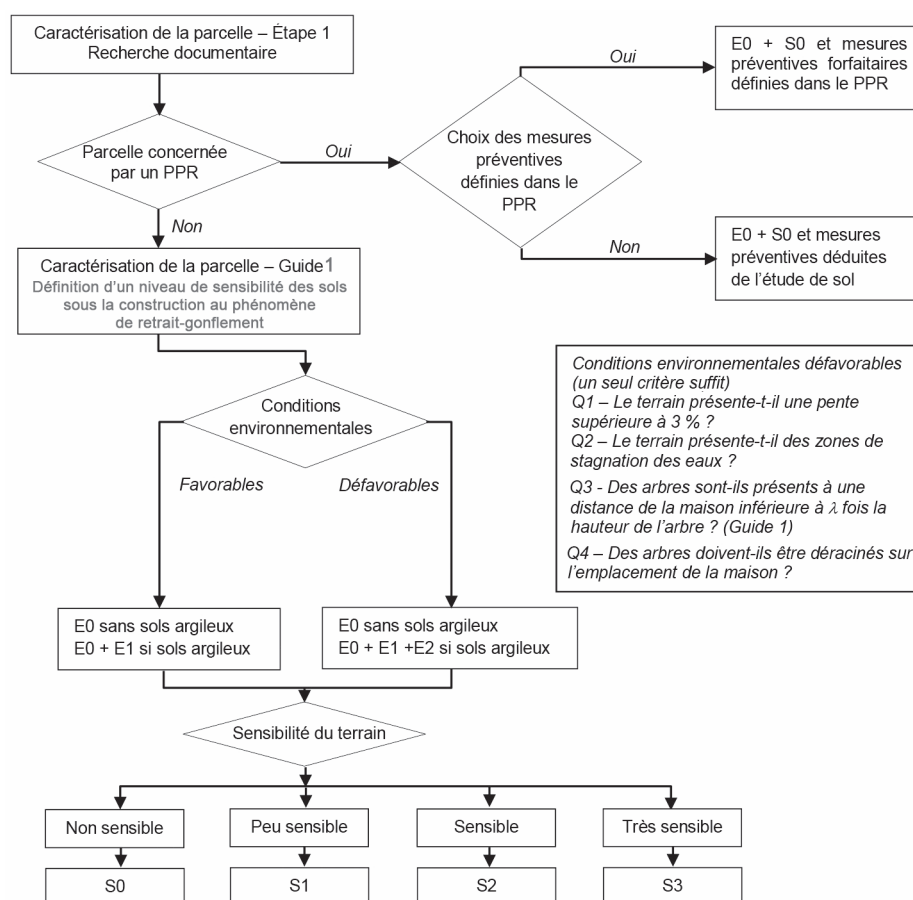 Caractérisation de la parcelle – Étape 1
Recherche documentaire
Oui
E0 + S0 et mesures
préventives forfaitaires
définies dans le PPR
Parcelle concernée
par un PPR
Oui
Choix des mesures
préventives
définies dans le
PPR
Non
Non
E0 + S0 et mesures
préventives déduites
de l’étude de sol
Caractérisation de la parcelle – Guide1
Définition d’un niveau de sensibilité des sols
sous la construction au phénomène
de retrait-gonflement
Conditions
environnementales
Favorables
Défavorables
Conditions environnementales défavorables
(un seul critère suffit)
Q1 – Le terrain présente-t-il une pente
supérieure à 3 % ?
Q2 – Le terrain présente-t-il des zones de
stagnation des eaux ?
Q3 - Des arbres sont-ils présents à une
distance de la maison inférieure à λ fois la
hauteur de l’arbre ? (Guide 1)
Q4 – Des arbres doivent-ils être déracinés sur
l’emplacement de la maison ?
E0 sans sols argileux
E0 + E1 si sols argileux
E0 sans sols argileux
E0 + E1 +E2 si sols argileux
Sensibilité du terrain
Non sensible
Peu sensible
Sensible
Très sensible
S0
S1
S2
S3